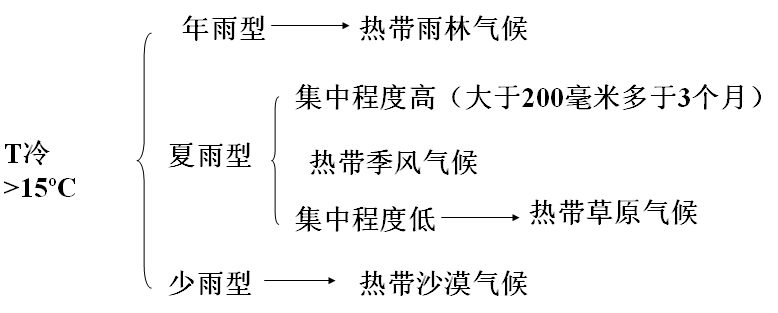 年雨型 热带雨林气候
集中程度高（大于200毫米多于3个月）
T冷
>15ºC
夏雨型
热带季风气候
集中程度低 热带草原气候
少雨型 热带沙漠气候